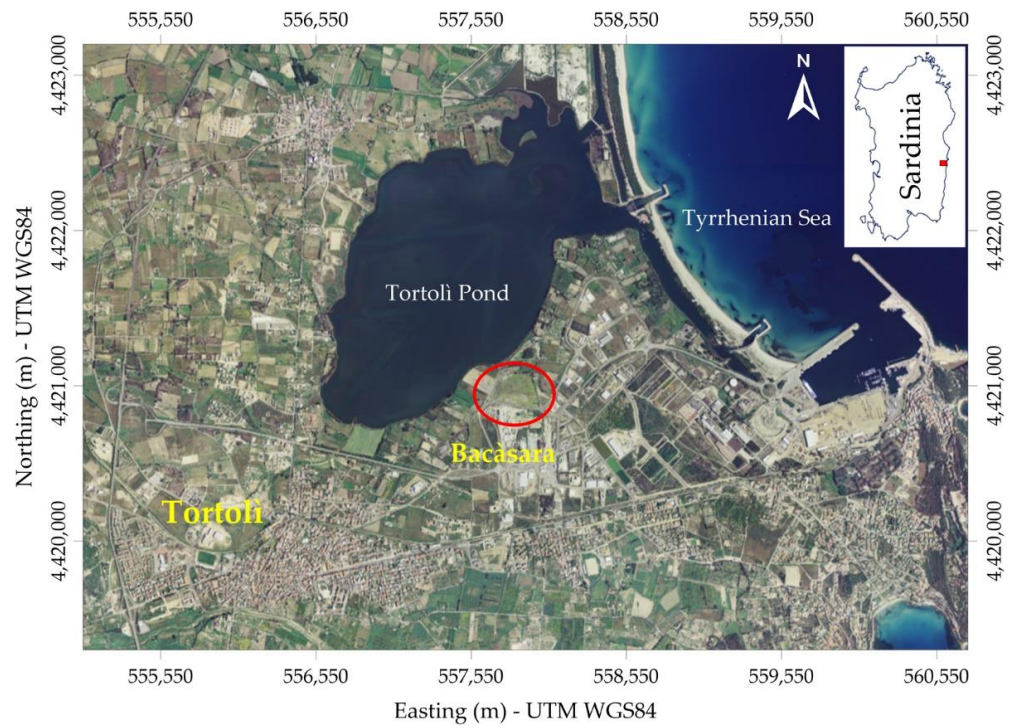 555,550 556,550 557,550 558,550 559,550 560,550
4,423,000
4,422,000
4,421,000
4,420,000
Northing (m) - UTM WGS84
N
Sardinia
Tyrrhenian Sea
Tortolì Pond
Bacàsara
Tortolì
4,423,000
4,422,000
4,421,000
4,420,000
555,550 556,550 557,550 558,550 559,550 560,550
Easting (m) - UTM WGS84